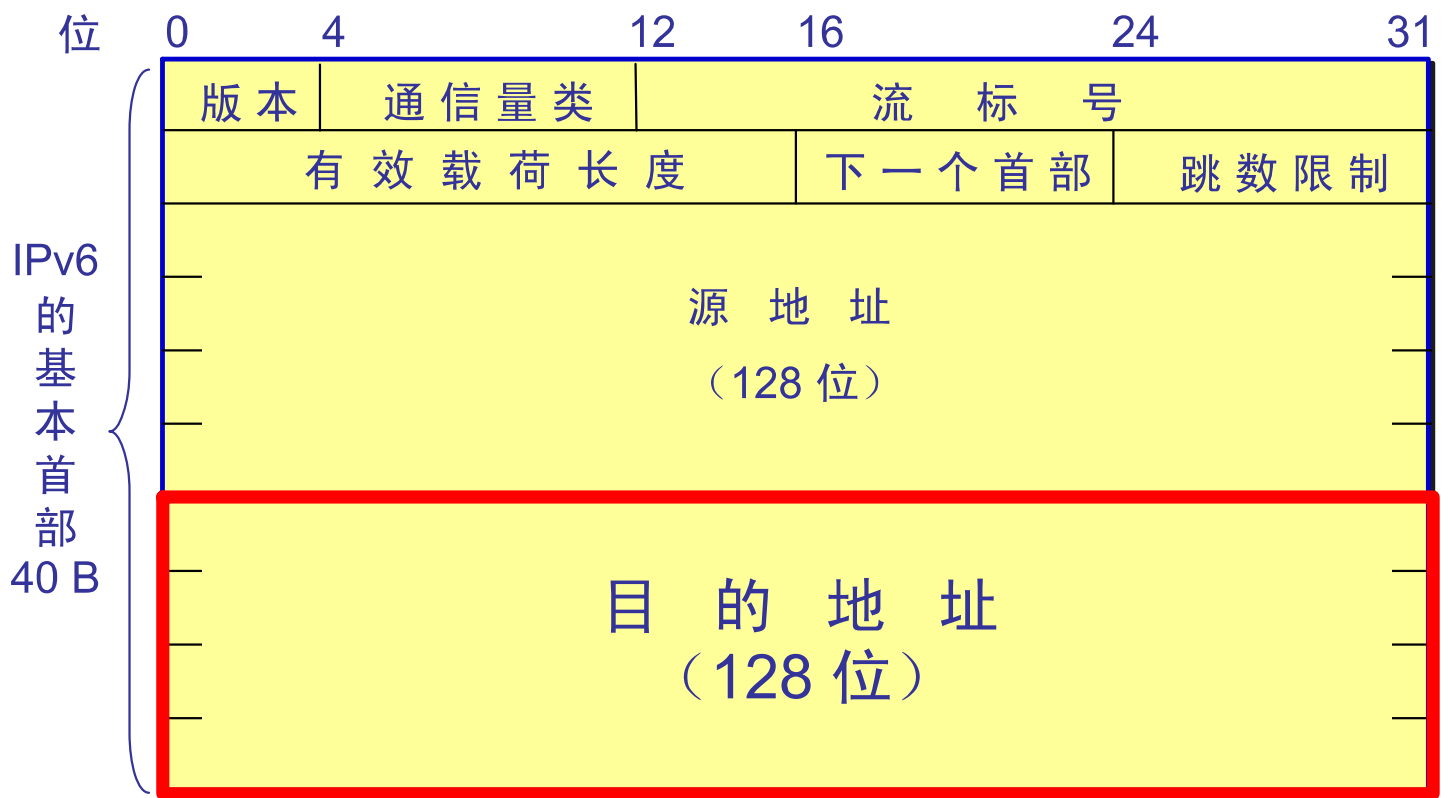 位 0 4 12 16 24 31
版本 通信量类 流标号
有效载荷长度 下一个首部 跳数限制
源地址
（128 位）
IPv6
的
基
本
首
部
40 B
目的地址
（128 位）